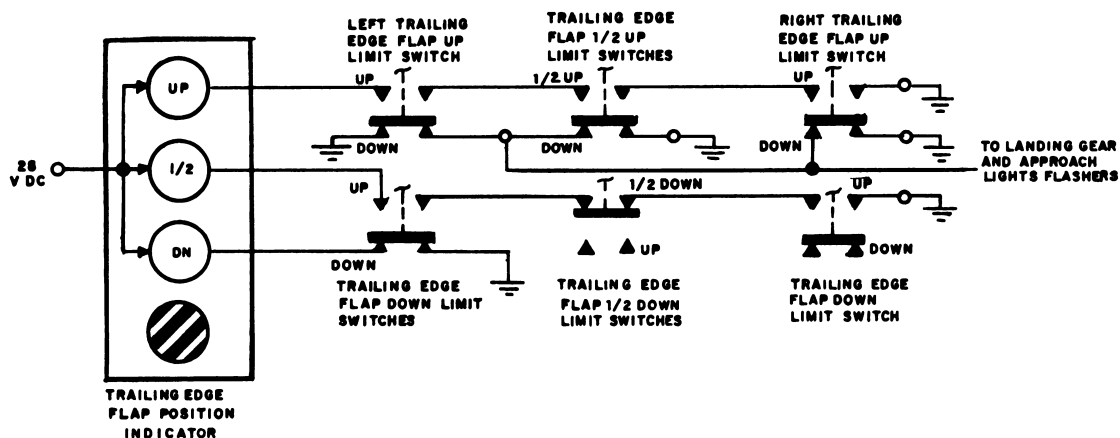 LEFT TRAILING
EDGE FLAP UP
LIMIT SWITCH
TRAILING EDGE
FLAP 1/2 UP
LIMIT SWITCHES
RIGHT TRAILING
EDGE FLAP UP
LIMIT SWITCH
UP
UP
1/2 UP
UP
DOWN
DOWN
DOWN
TO LANDING GEAR
AND APPROACH
LIGHTS FLASHERS
28
V DC
1/2
UP
1/2 DOWN
UP
DN
DOWN
UP
DOWN
TRAILING EDGE
FLAP DOWN LIMIT
SWITCHES
TRAILING EDGE
FLAP 1/2 DOWN
LIMIT SWITCHES
TRAILING EDGE
FLAP DOWN
LIMIT SWITCH
TRAILING EDGE
FLAP POSITION
INDICATOR